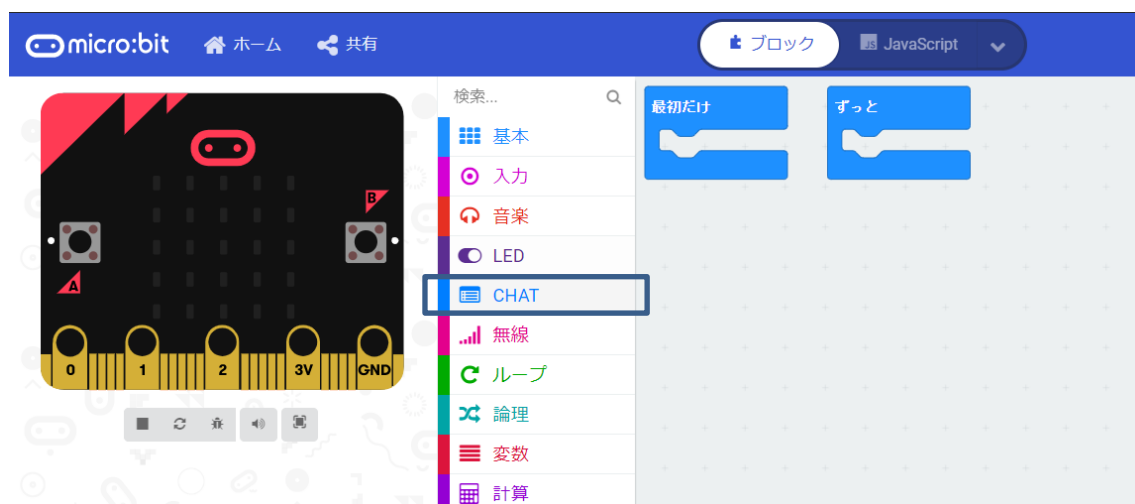 micro:bit ホーム 共有 ブロック JS JavaScript
検索...
基本
入力
音楽
LED
CHAT
無線
ループ
論理
変数
計算
最初だけ ずっと
B
A
0 1 2 3V GND